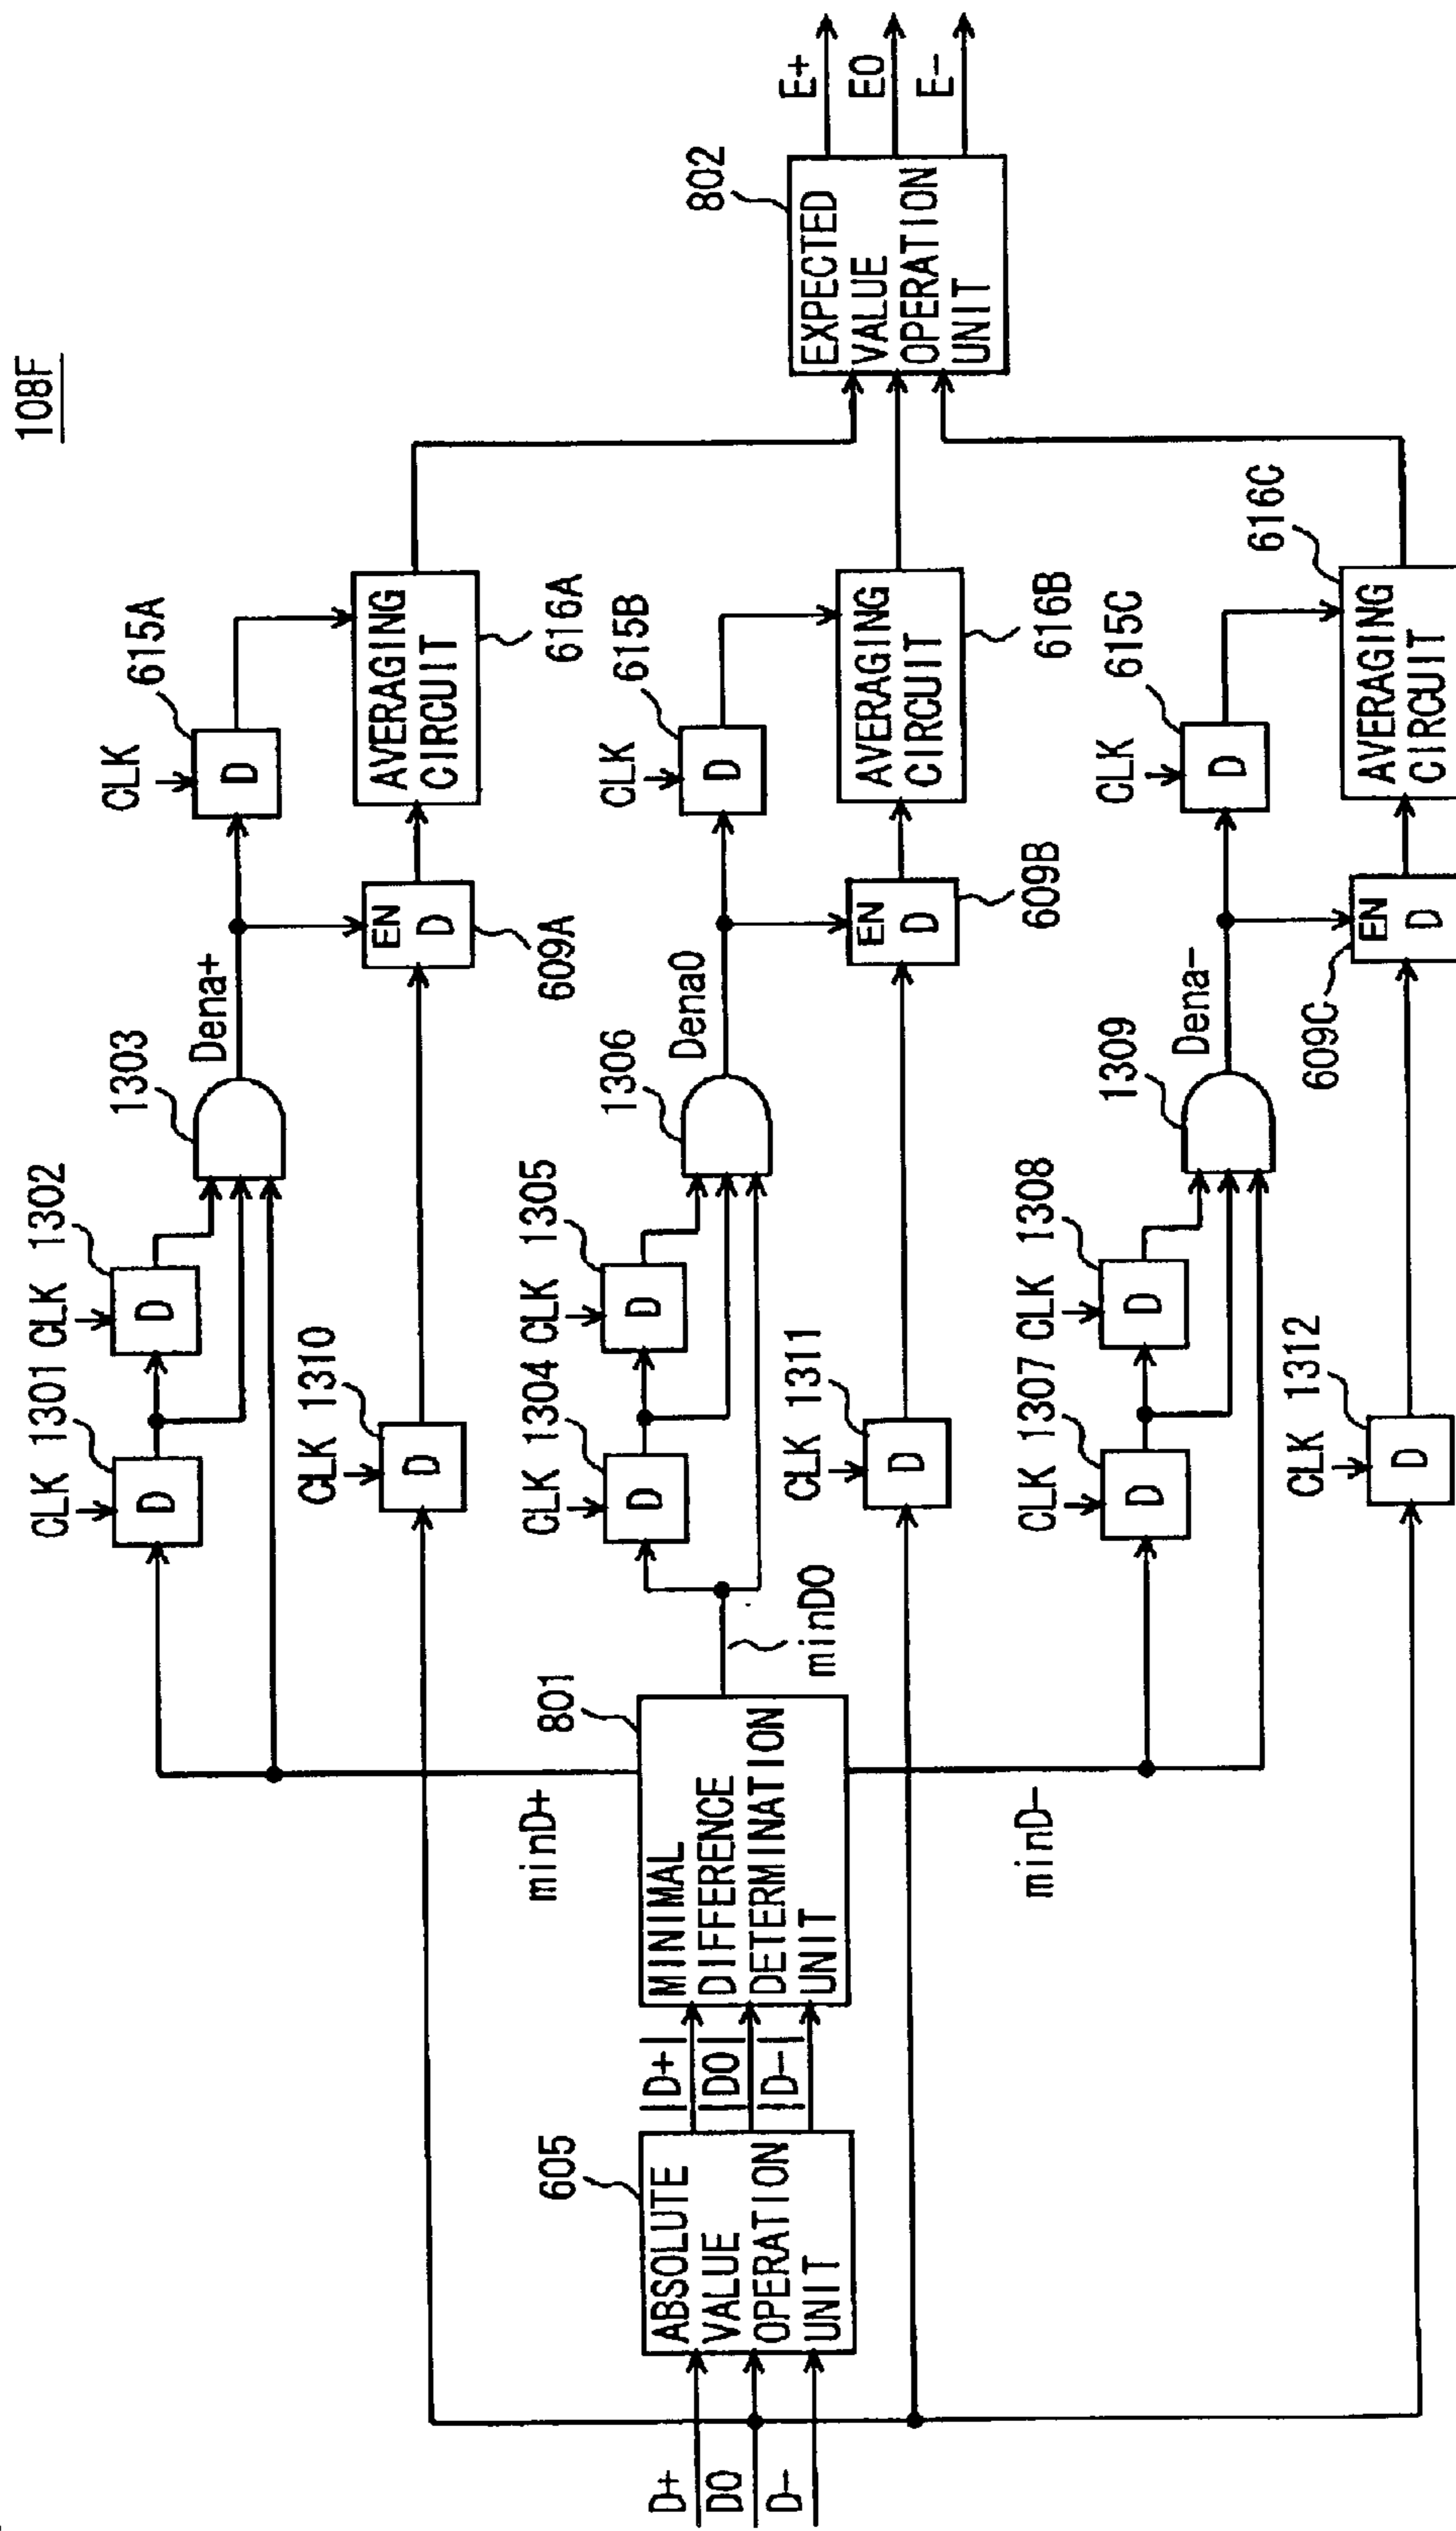 108F
D+
D0
D-
605
ABSOLUTE
VALUE
OPERATION
UNIT
|D+|
|D0|
|D-|
801
MINIMAL
DIFFERENCE
DETERMINATION
UNIT
minD+
minD0
minD-
CLK 1301
D
CLK 1302
D
1303
Dena+
CLK
615A
D
CLK 1310
D
EN
D
609A
AVERAGING
CIRCUIT
616A
CLK 1304
D
CLK 1305
D
1306
Dena0
CLK
615B
D
CLK 1311
D
EN
D
609B
AVERAGING
CIRCUIT
616B
CLK 1307
D
CLK 1308
D
1309
Dena-
CLK
615C
D
CLK 1312
D
609C
EN
D
AVERAGING
CIRCUIT
616C
802
EXPECTED
VALUE
OPERATION
UNIT
E+
E0
E-